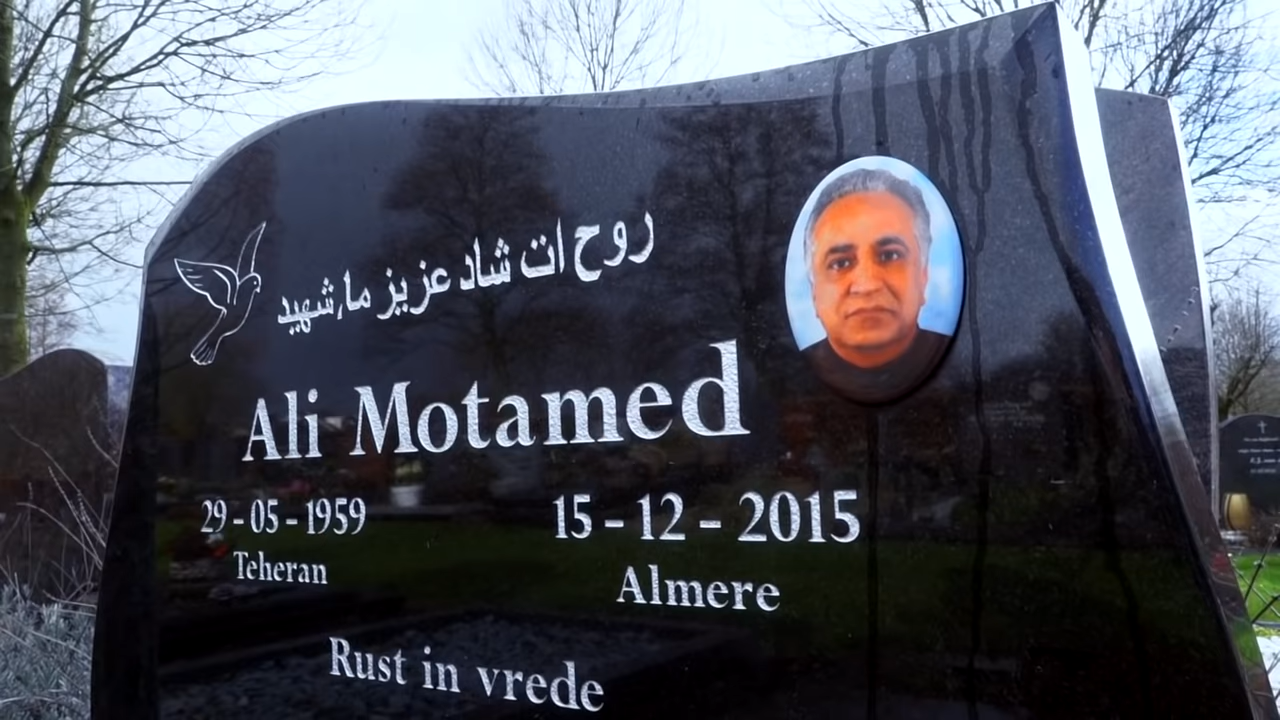 روح ات شاد عزیز ما, شهید
Ali Motamed
29 - 05 - 1959
15 - 12 - 2015
Teheran
Almere
Rust in vrede